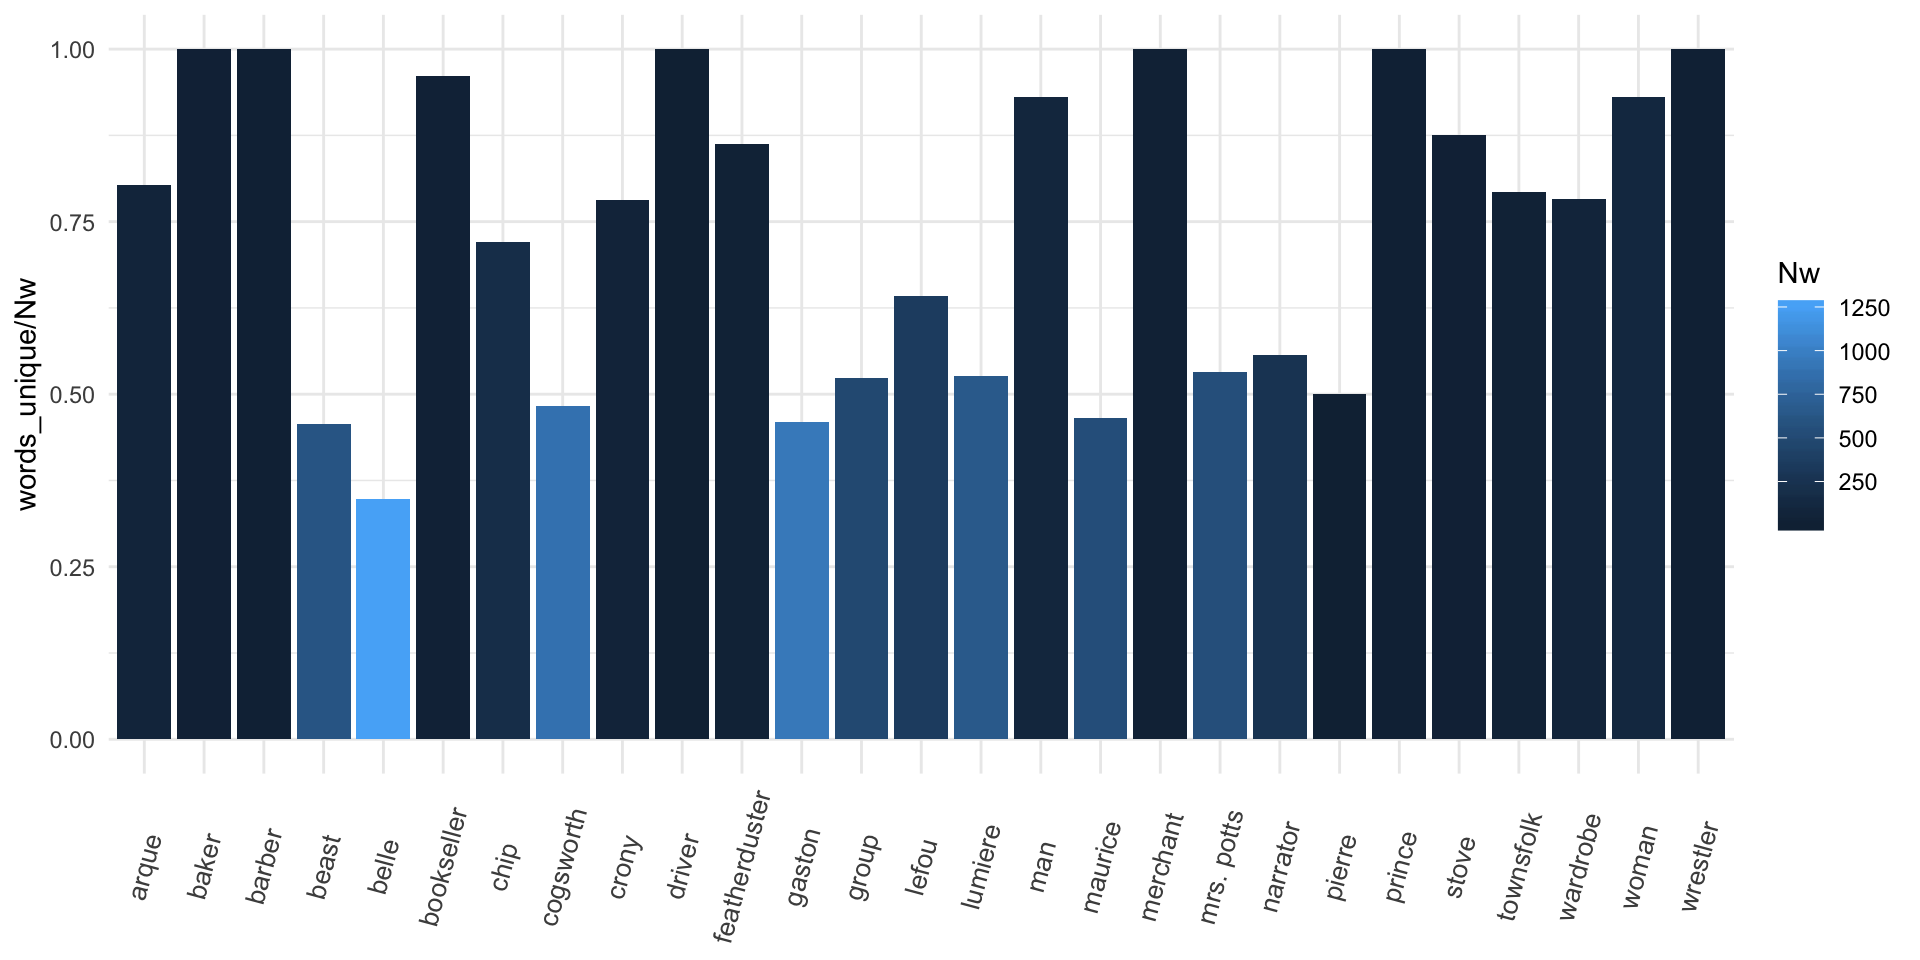 words_unique/Nw
1.00
0.75
0.50
0.25
0.00
arque
baker
barber
beast
belle
bookseller
chip
cogsworth
crony
driver
featherduster
gaston
group
lefou
lumiere
man
maurice
merchant
mrs. potts
narrator
pierre
prince
stove
townsfolk
wardrobe
woman
wrestler
Nw
1250
1000
750
500
250